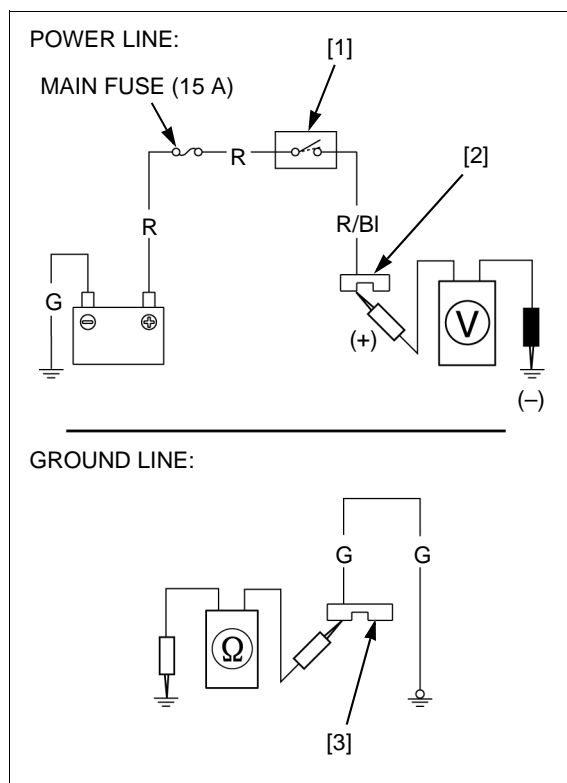 POWER LINE:
[1]
MAIN FUSE (15 A)
R
[2]
R
R/Bl
G
V
(+)
(–)
GROUND LINE:
G
G
Ω
[3]